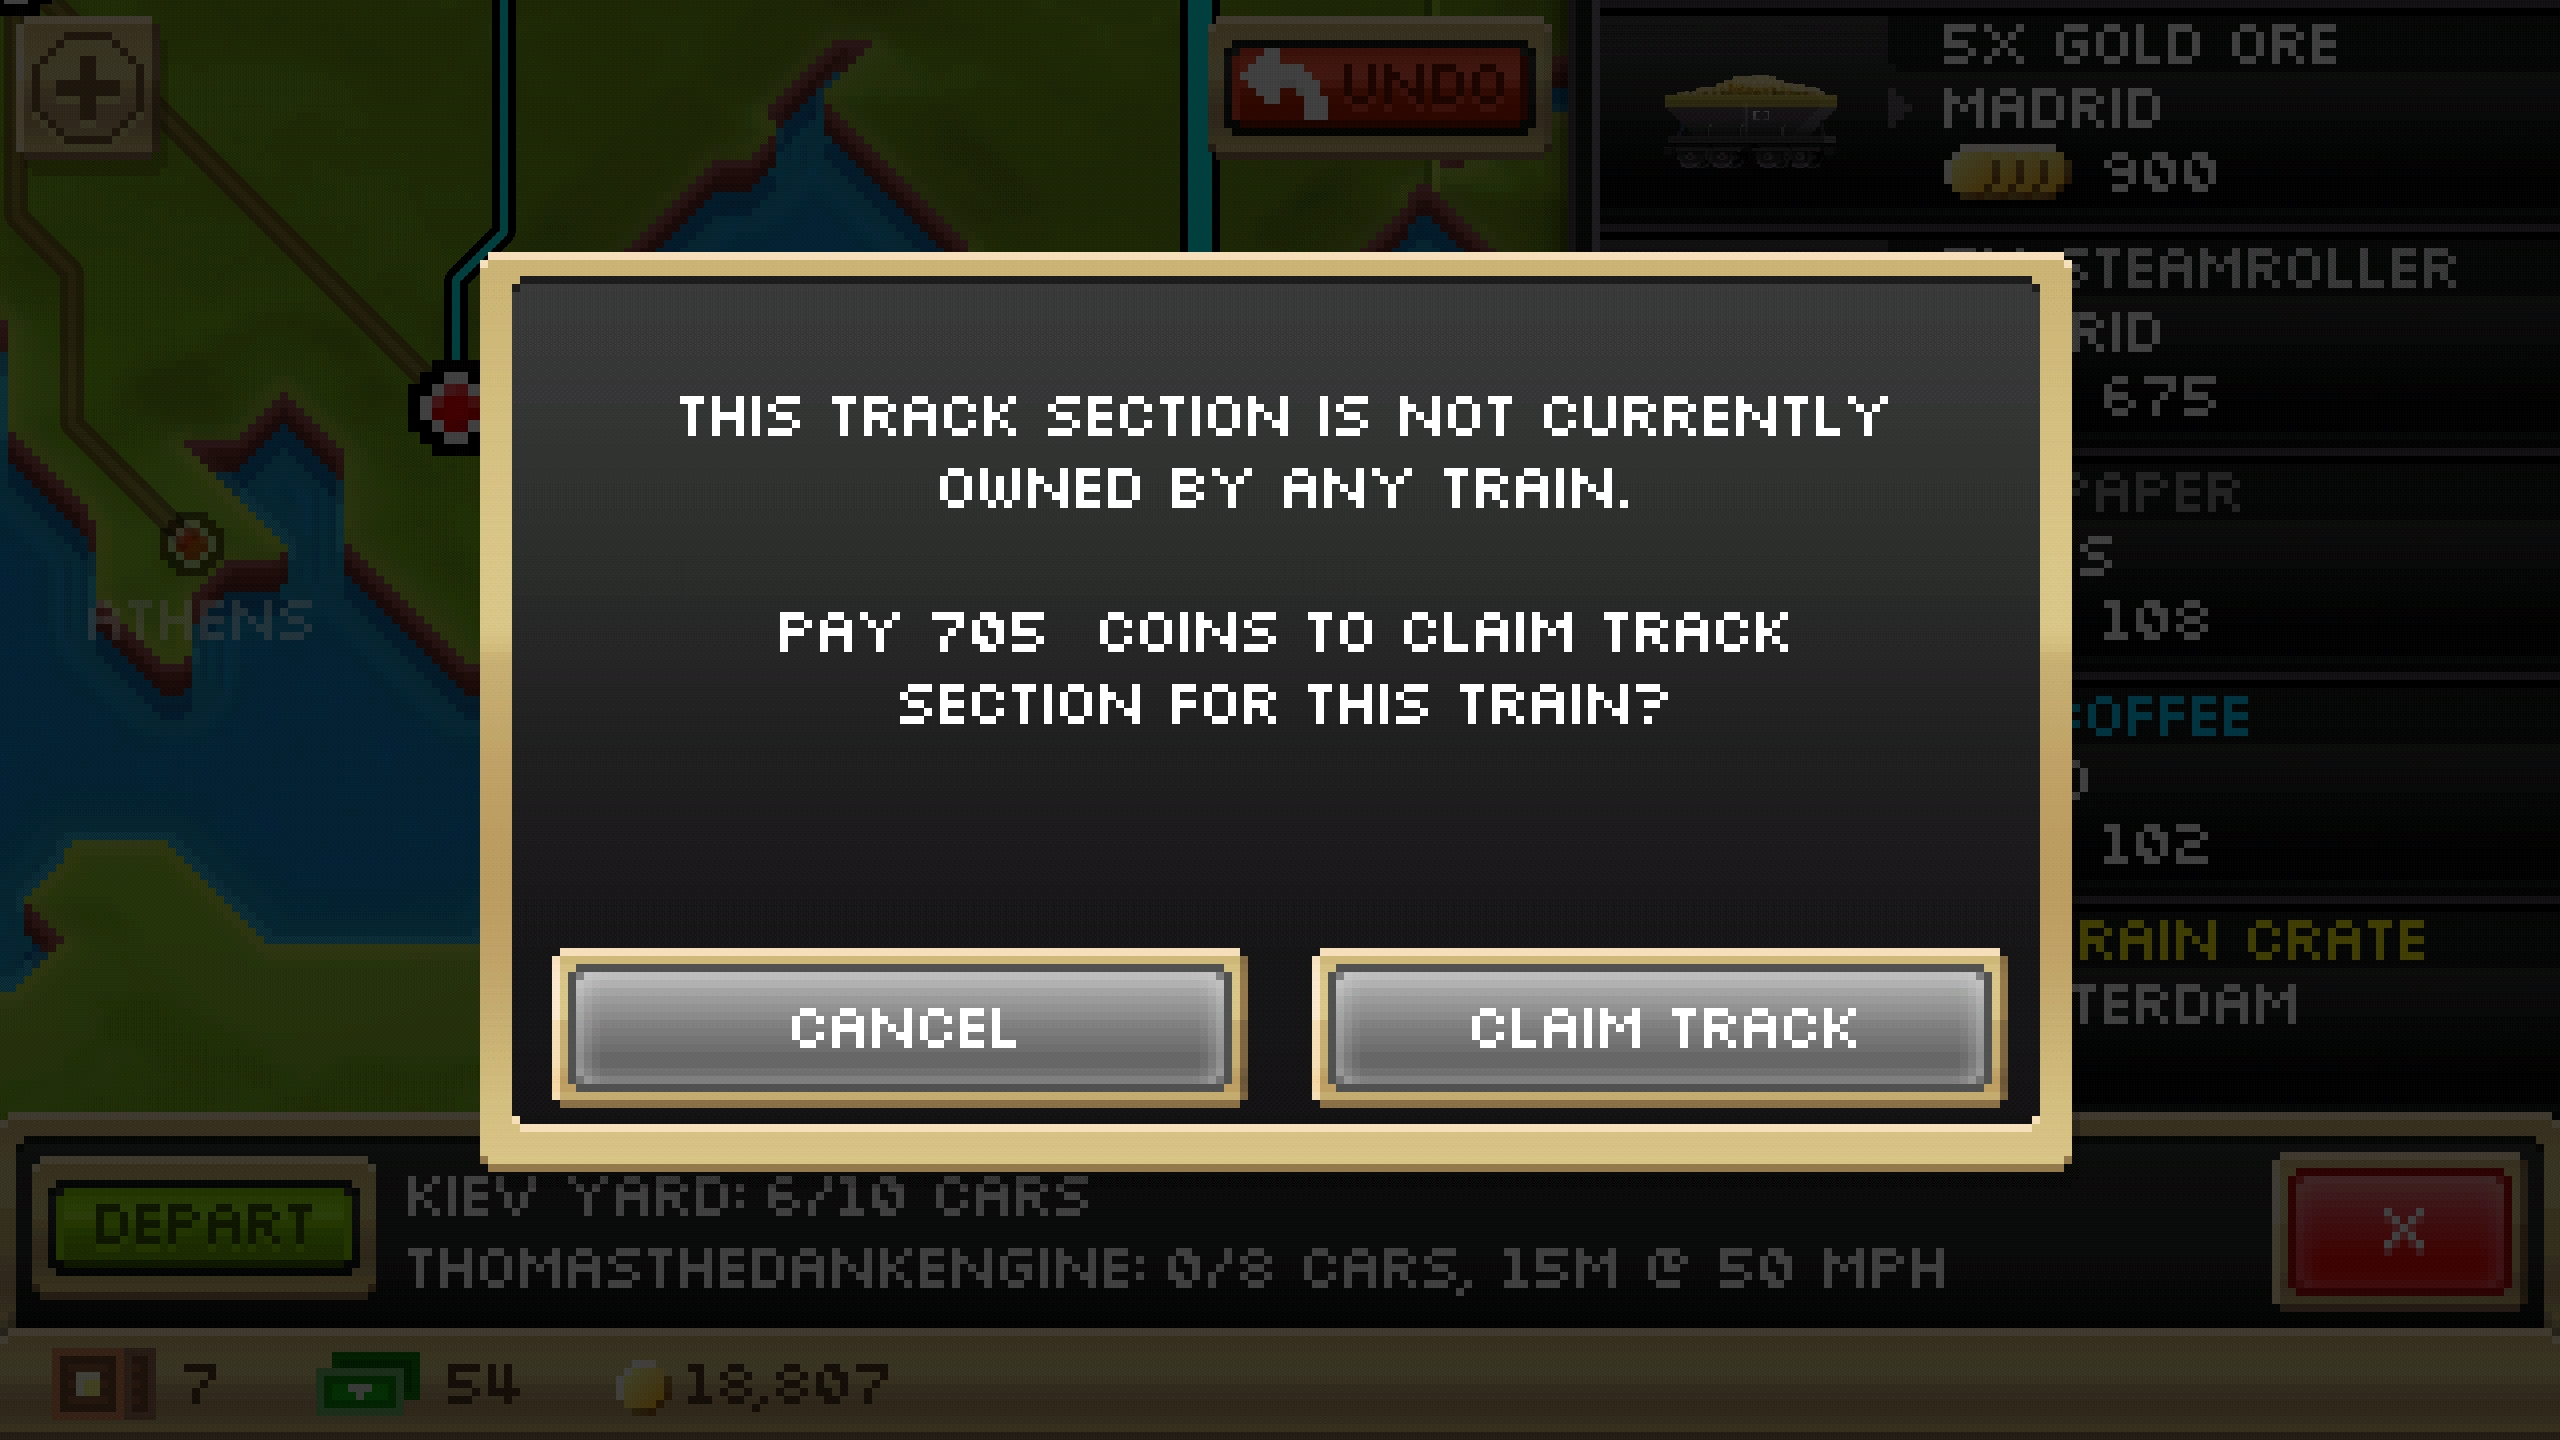 UNDO
5X GOLD ORE
MADRID
900
STEAMROLLER
RID
675
PAPER
S
108
OFFEE
102
RAIN CRATE
TERDAM
ATHENS
THIS TRACK SECTION IS NOT CURRENTLY
OWNED BY ANY TRAIN.
PAY 705 COINS TO CLAIM TRACK
SECTION FOR THIS TRAIN?
CANCEL
CLAIM TRACK
DEPART
KIEV YARD: 6/10 CARS
THOMASTHEDANKENGINE: 0/8 CARS, 15M @ 50 MPH
X
7
54
18,807